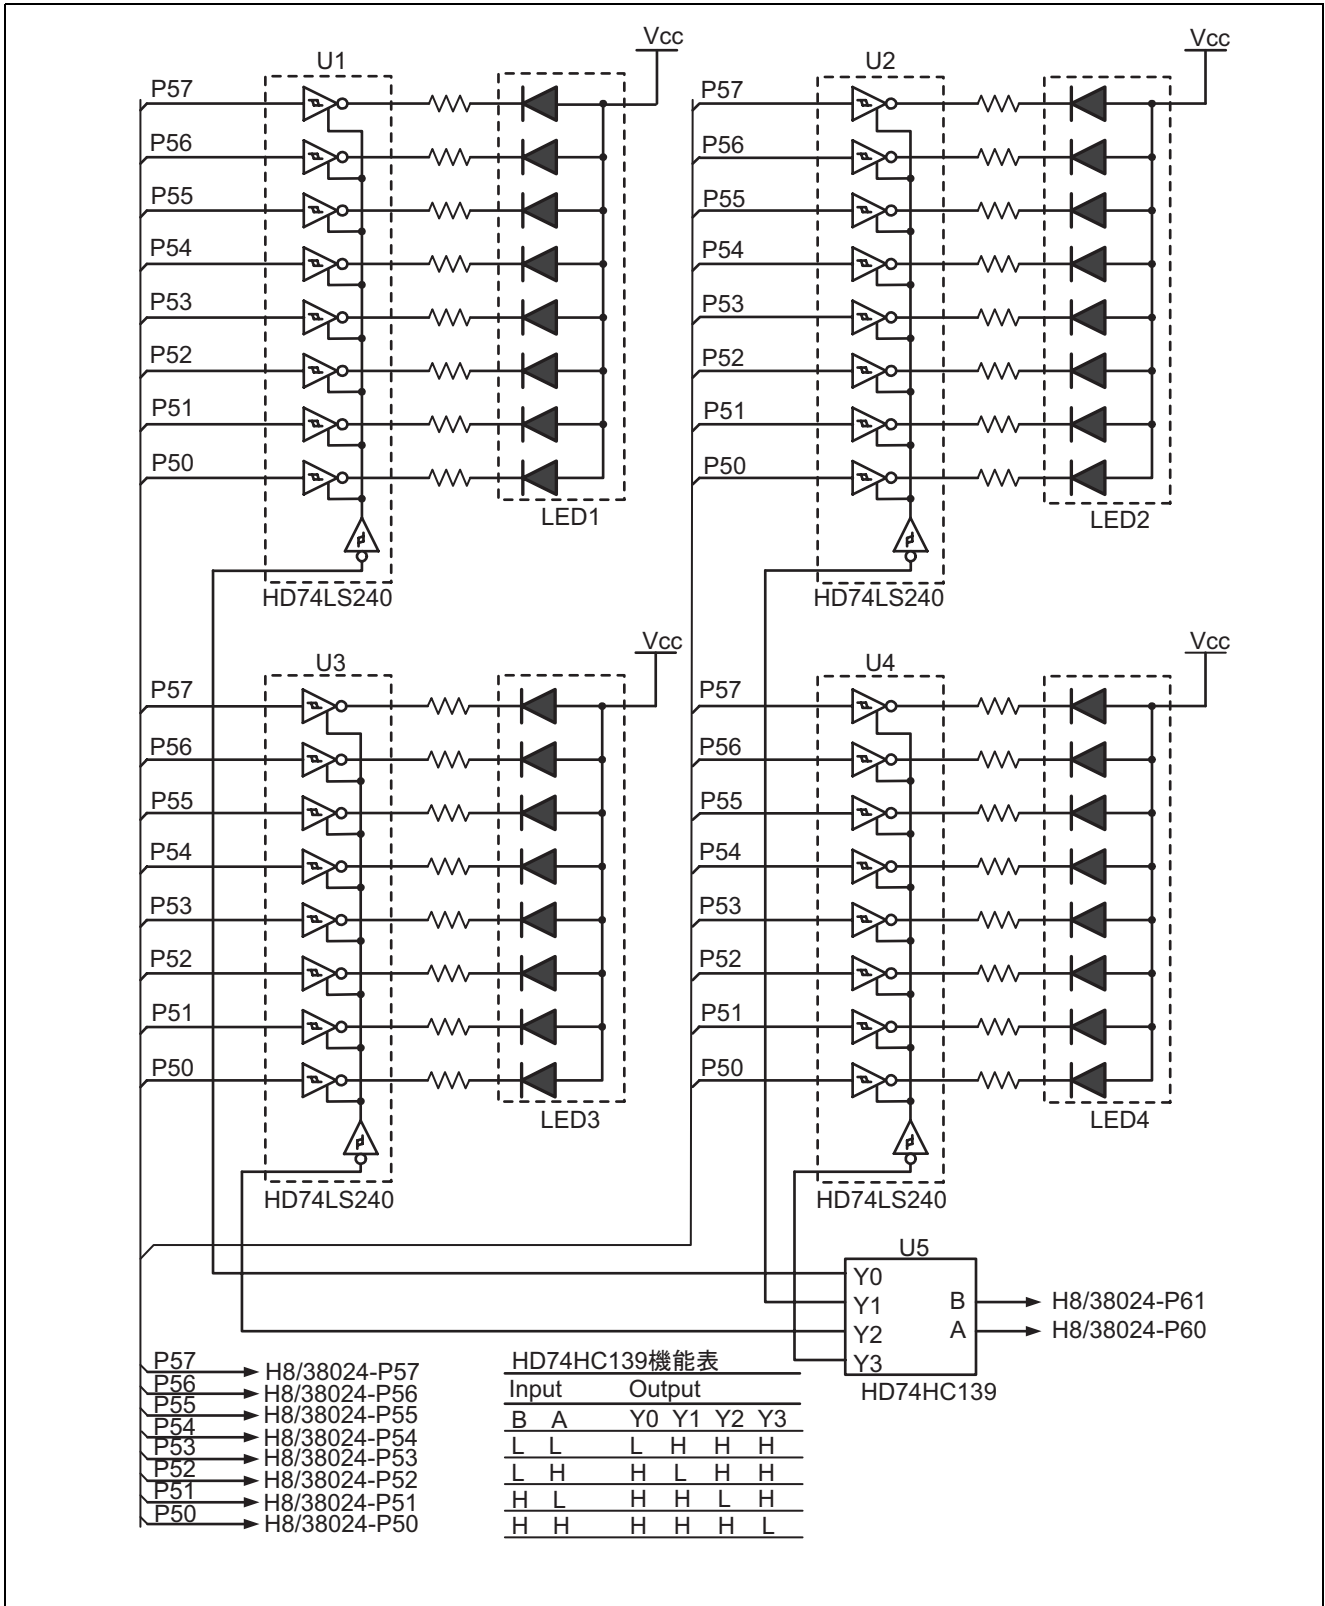 U1
Vcc
P57
P56
P55
P54
P53
P52
P51
P50
LED1
HD74LS240
U2
Vcc
P57
P56
P55
P54
P53
P52
P51
P50
LED2
HD74LS240
U3
Vcc
P57
P56
P55
P54
P53
P52
P51
P50
LED3
HD74LS240
U4
Vcc
P57
P56
P55
P54
P53
P52
P51
P50
LED4
HD74LS240
U5
Y0
Y1 B H8/38024-P61
Y2 A H8/38024-P60
Y3
HD74HC139
P57 H8/38024-P57
P56 H8/38024-P56
P55 H8/38024-P55
P54 H8/38024-P54
P53 H8/38024-P53
P52 H8/38024-P52
P51 H8/38024-P51
P50 H8/38024-P50
HD74HC139機能表
Input Output
B A Y0 Y1 Y2 Y3
L L L H H H
L H H L H H
H L H H L H
H H H H H L